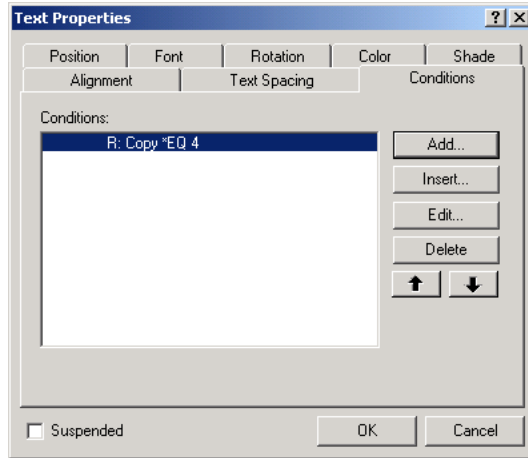 Text Properties
Position Font Rotation Color Shade
Alignment Text Spacing Conditions
Conditions:
R: Copy *EQ 4
Add...
Insert...
Edit...
Delete
Suspended
OK Cancel